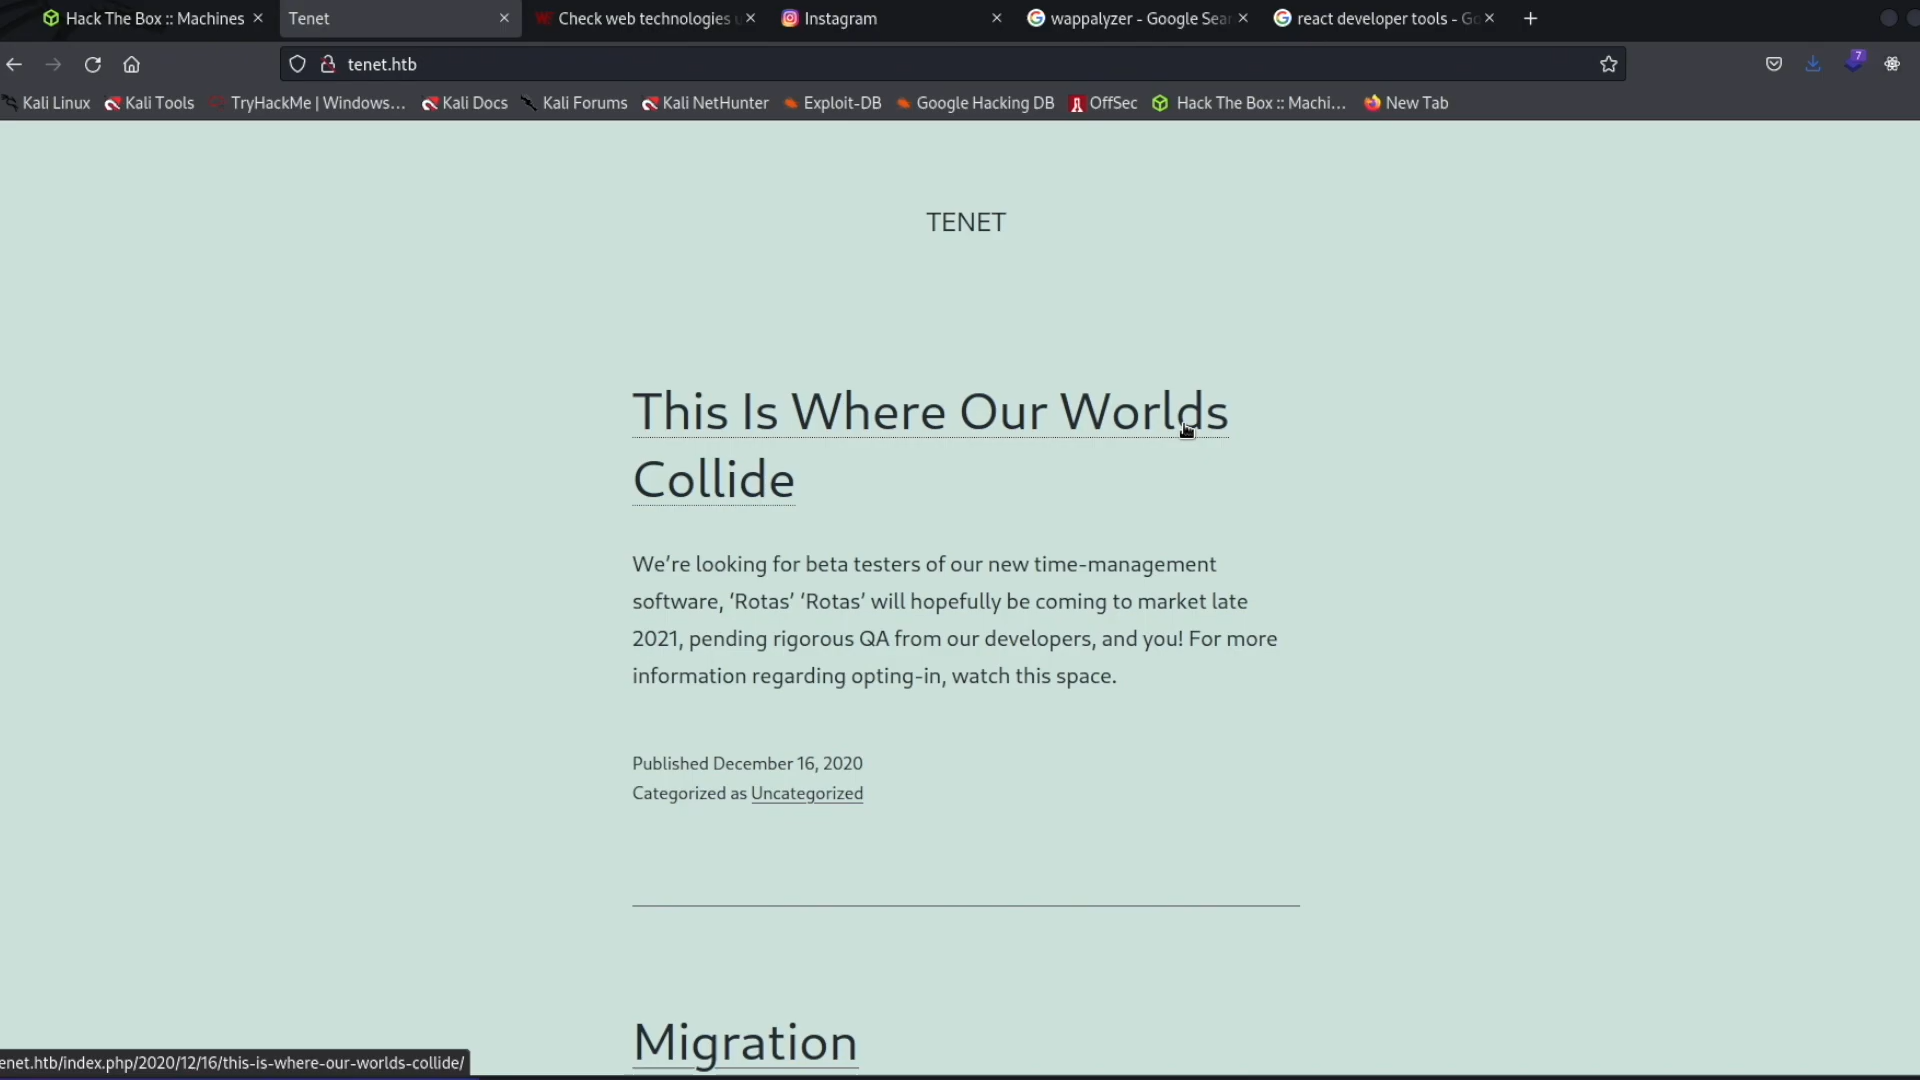 Hack The Box :: Machines
Tenet
Check web technologies
Instagram
wappalyzer - Google Sear
react developer tools - Go
tenet.htb
7
Kali Linux
Kali Tools
TryHackMe | Windows...
Kali Docs
Kali Forums
Kali NetHunter
Exploit-DB
Google Hacking DB
OffSec
Hack The Box :: Machi...
New Tab
TENET
This Is Where Our Worlds
Collide
We’re looking for beta testers of our new time-management
software, ‘Rotas’ ‘Rotas’ will hopefully be coming to market late
2021, pending rigorous QA from our developers, and you! For more
information regarding opting-in, watch this space.
Published December 16, 2020
Categorized as Uncategorized
Migration
enet.htb/index.php/2020/12/16/this-is-where-our-worlds-collide/